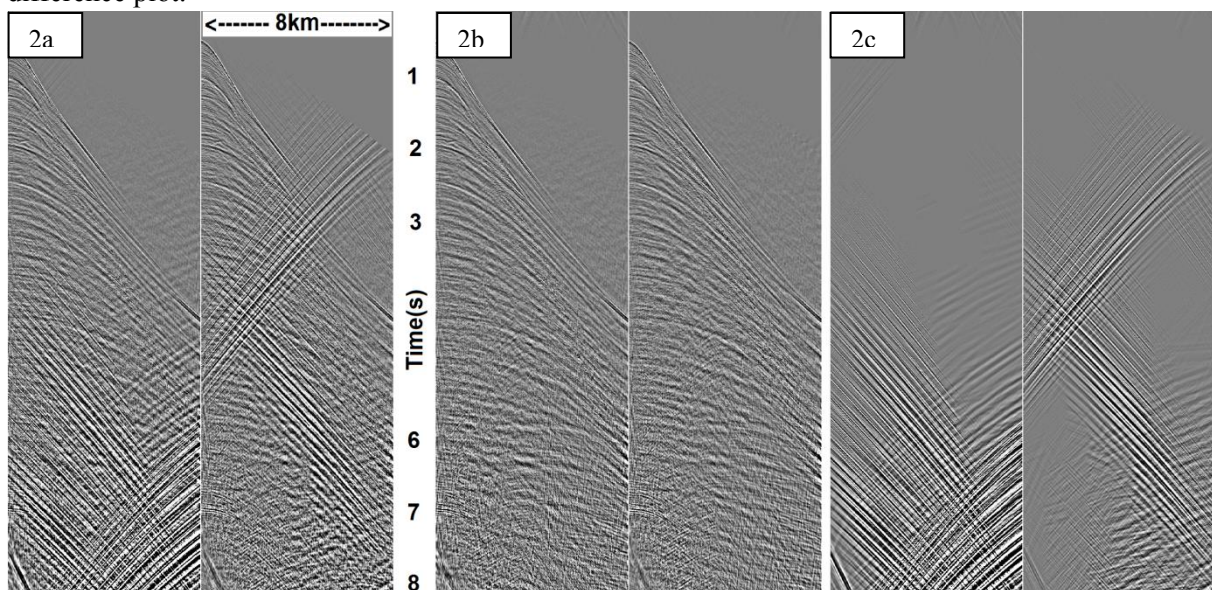 difference plot.
2a
<-------- 8km-------->
2b
2c
1
2
3
Time(s)
6
7
8